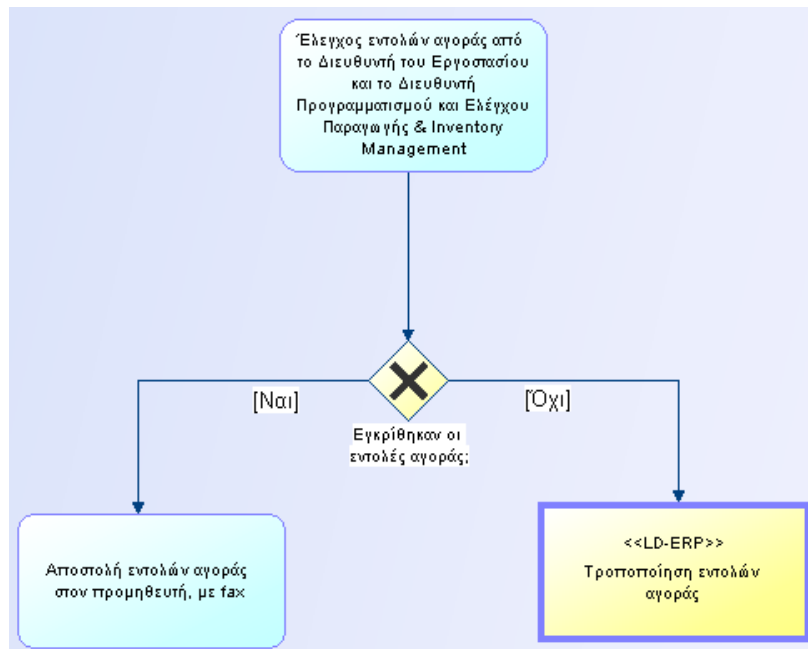 Έλεγχος εντολών αγοράς από
το Διευθυντή του Εργοστασίου
και το Διευθυντή
Προγραμματισμού και Ελέγχου
Παραγωγής & Inventory
Management
[Ναι]
[Όχι]
Εγκρίθηκαν οι
εντολές αγοράς;
Αποστολή εντολών αγοράς
στον προμηθευτή, με fax
<<LD-ERP>>
Τροποποίηση εντολών
αγοράς